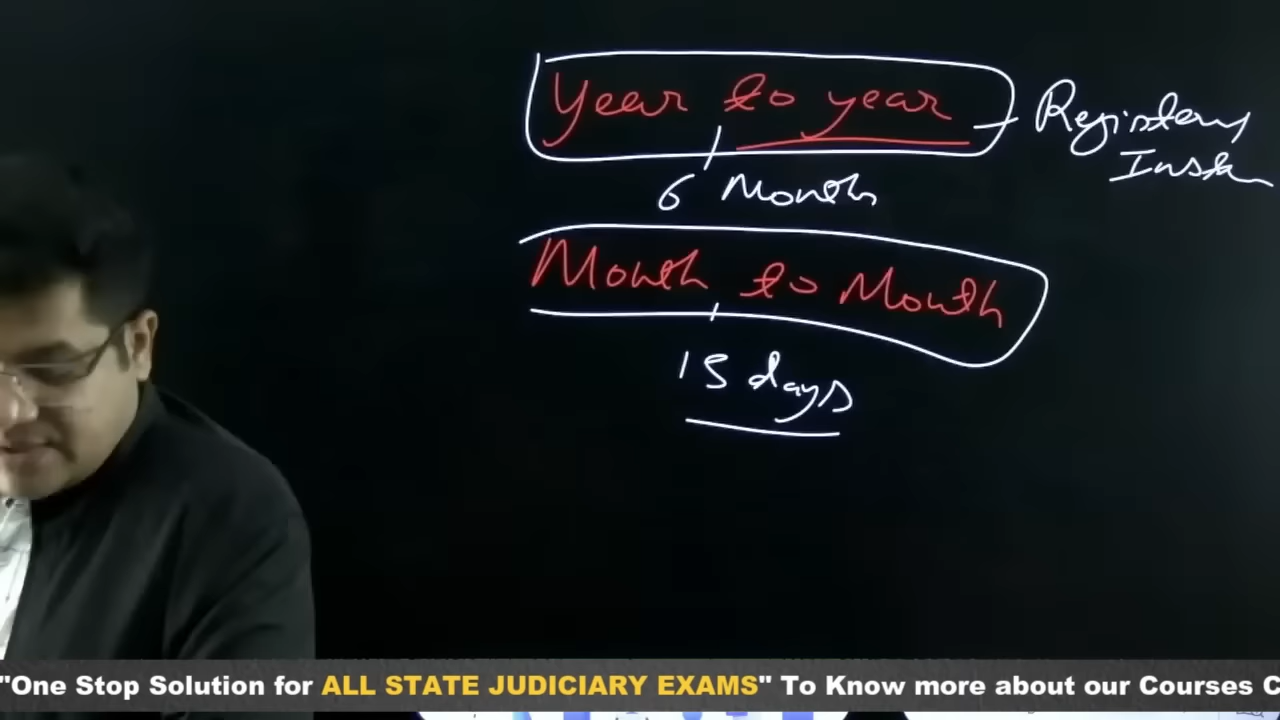 Year to year
Registery
Inst
6 Month
Month to Month
15 days
"One Stop Solution for ALL STATE JUDICIARY EXAMS" To Know more about our Courses C